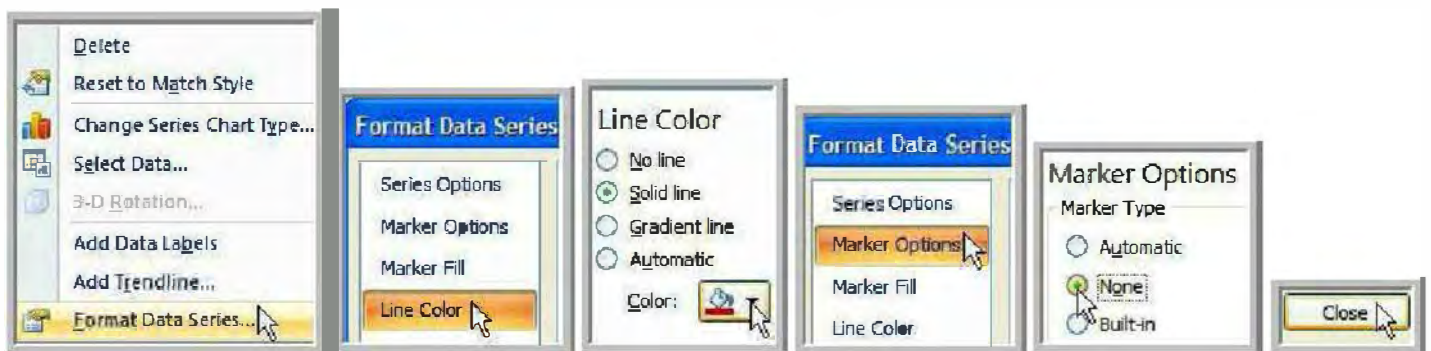 Delete
Reset to Match Style
Change Series Chart Type...
Select Data...
3-D Rotation...
Add Data Labels
Add Trendline...
Format Data Series...
Format Data Series
Series Options
Marker Options
Marker Fill
Line Color
Line Color
No line
Solid line
Gradient line
Automatic
Color:
Format Data Series
Series Options
Marker Options
Marker Fill
Line Color
Marker Options
Marker Type
Automatic
None
Built-in
Close